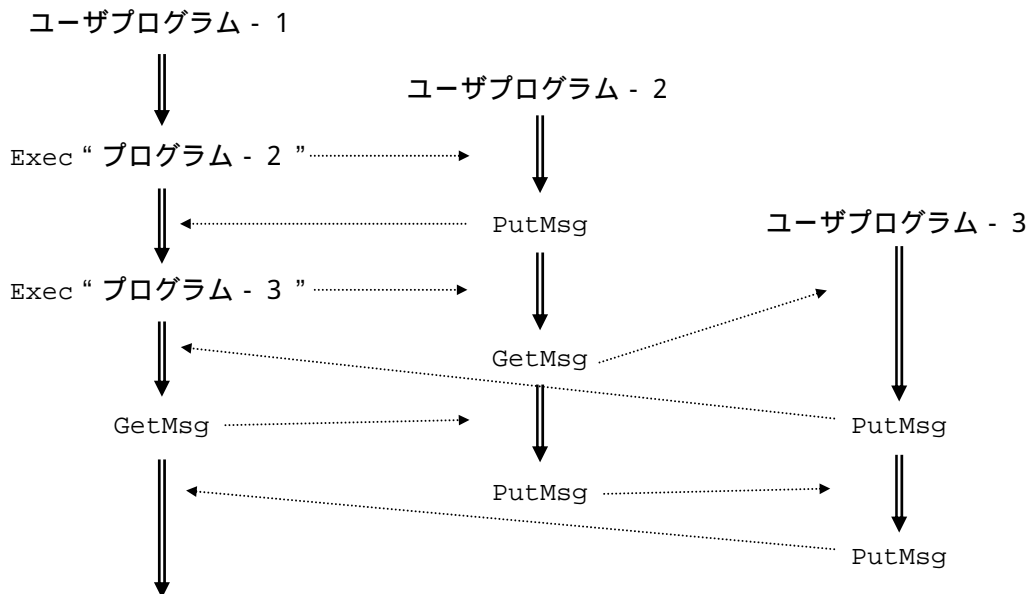 ユーザプログラム - 1
ユーザプログラム - 2
Exec “ プログラム - 2 ”
PutMsg
ユーザプログラム - 3
Exec “ プログラム - 3 ”
GetMsg
GetMsg
PutMsg
PutMsg
PutMsg